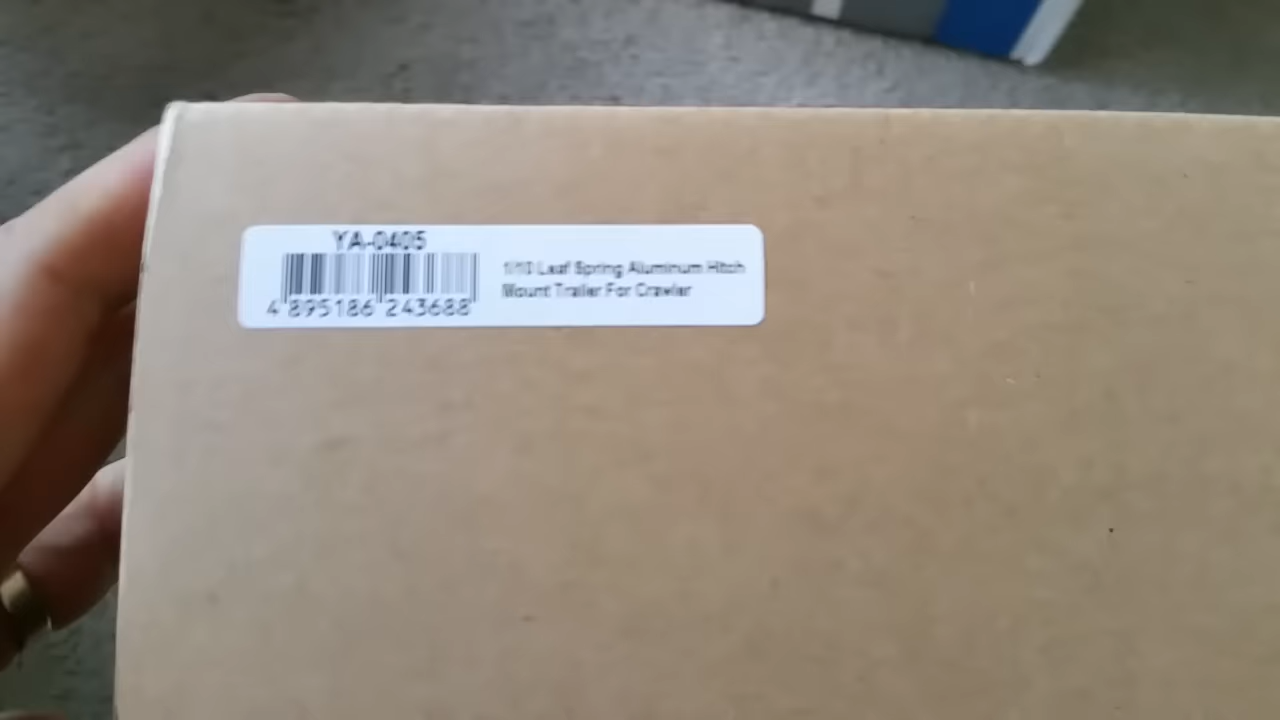 YA-0405
4 895186 243688
1/10 Leaf Spring Aluminum Hitch
Mount Trailer For Crawler